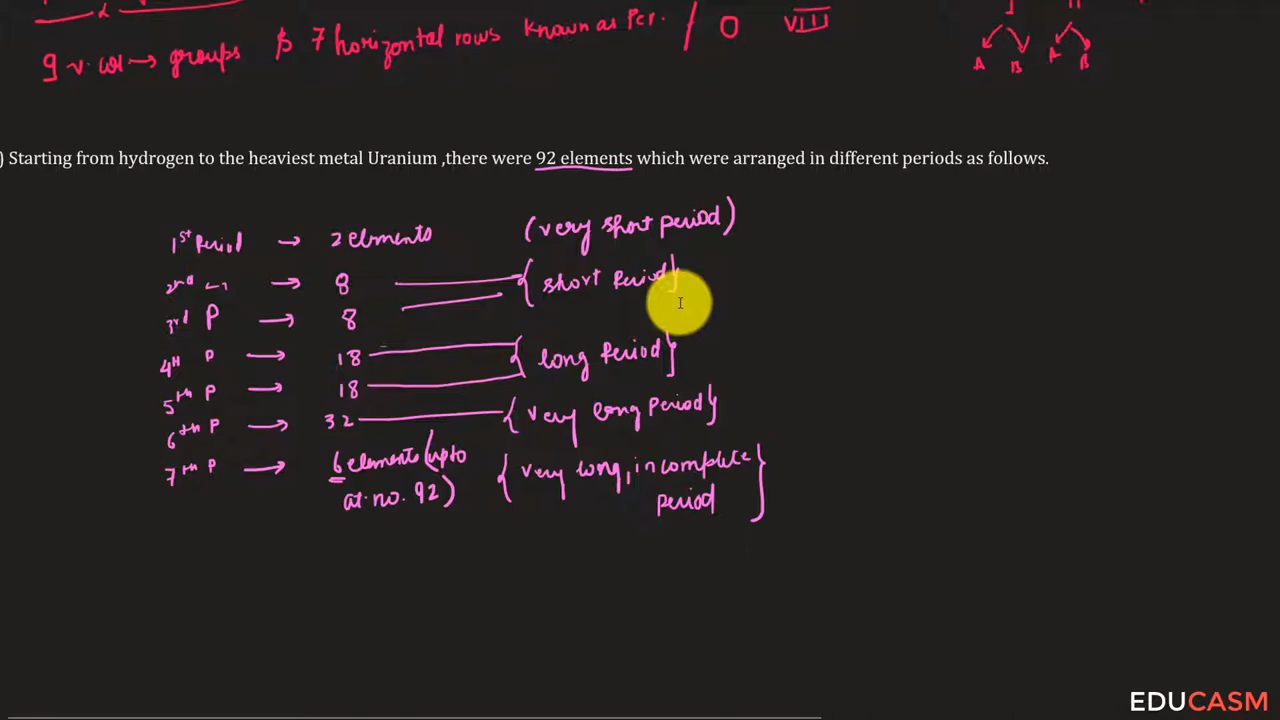 9 v. col → groups $ 7 horizontal rows known as Per. / 0 VIII
A B A B
) Starting from hydrogen to the heaviest metal Uranium ,there were 92 elements which were arranged in different periods as follows.
1st Period → 2 elments (very short period)
2nd → 8 {short Period}
3rd P → 8
4th P → 18 {long Period}
5th P → 18
6th P → 32 {very long Period}
7th P → 6 elements (upto at. no. 92) {very long, incomplete period}
EDUCASM